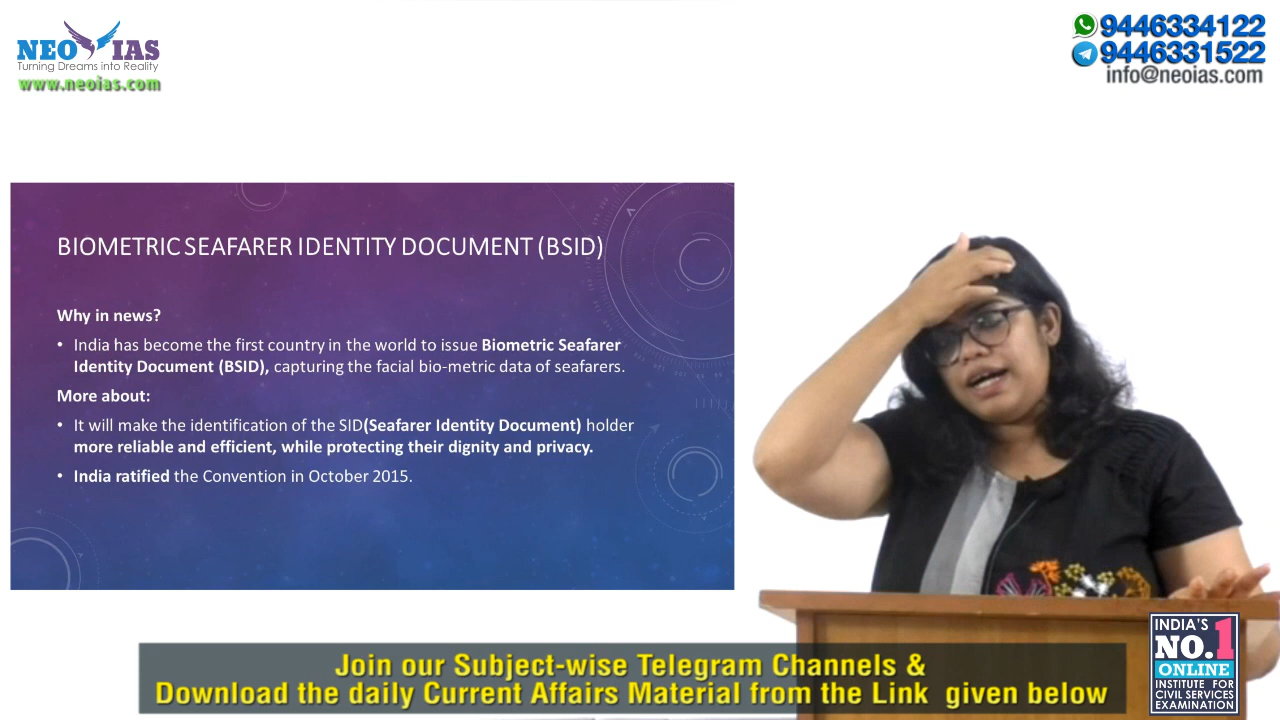 NEO IAS
Turning Dreams into Reality
www.neoias.com
9446334122
9446331522
info@neoias.com
BIOMETRIC SEAFARER IDENTITY DOCUMENT (BSID)
Why in news?
• India has become the first country in the world to issue Biometric Seafarer
Identity Document (BSID), capturing the facial bio-metric data of seafarers.
More about:
• It will make the identification of the SID(Seafarer Identity Document) holder
more reliable and efficient, while protecting their dignity and privacy.
• India ratified the Convention in October 2015.
Join our Subject-wise Telegram Channels &
Download the daily Current Affairs Material from the Link given below
INDIA'S
NO.1
ONLINE
INSTITUTE FOR
CIVIL SERVICES
EXAMINATION